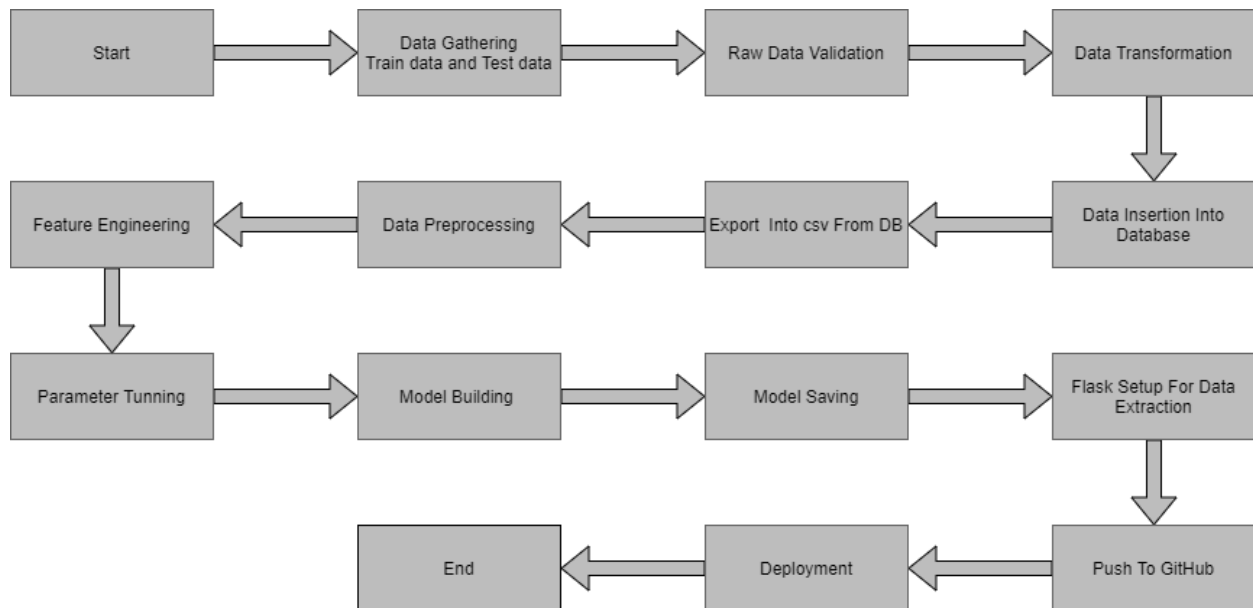 Start
Data Gathering
Train data and Test data
Raw Data Validation
Data Transformation
Data Insertion Into
Database
Export Into csv From DB
Data Preprocessing
Feature Engineering
Parameter Tunning
Model Building
Model Saving
Flask Setup For Data
Extraction
Push To GitHub
Deployment
End